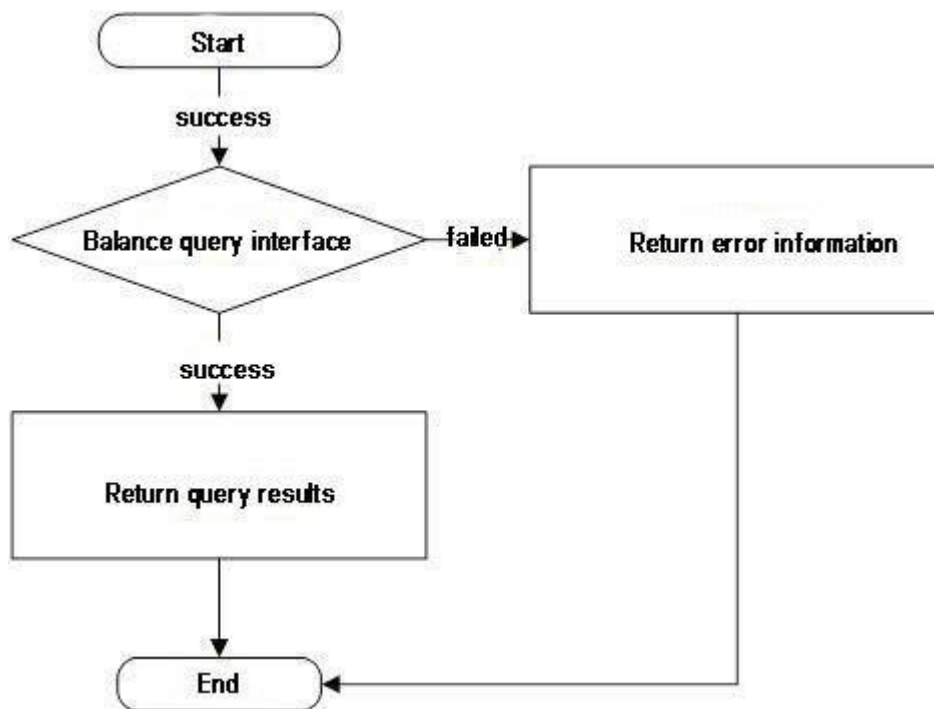 Start
success
Balance query interface
failed
Return error information
success
Return query results
End